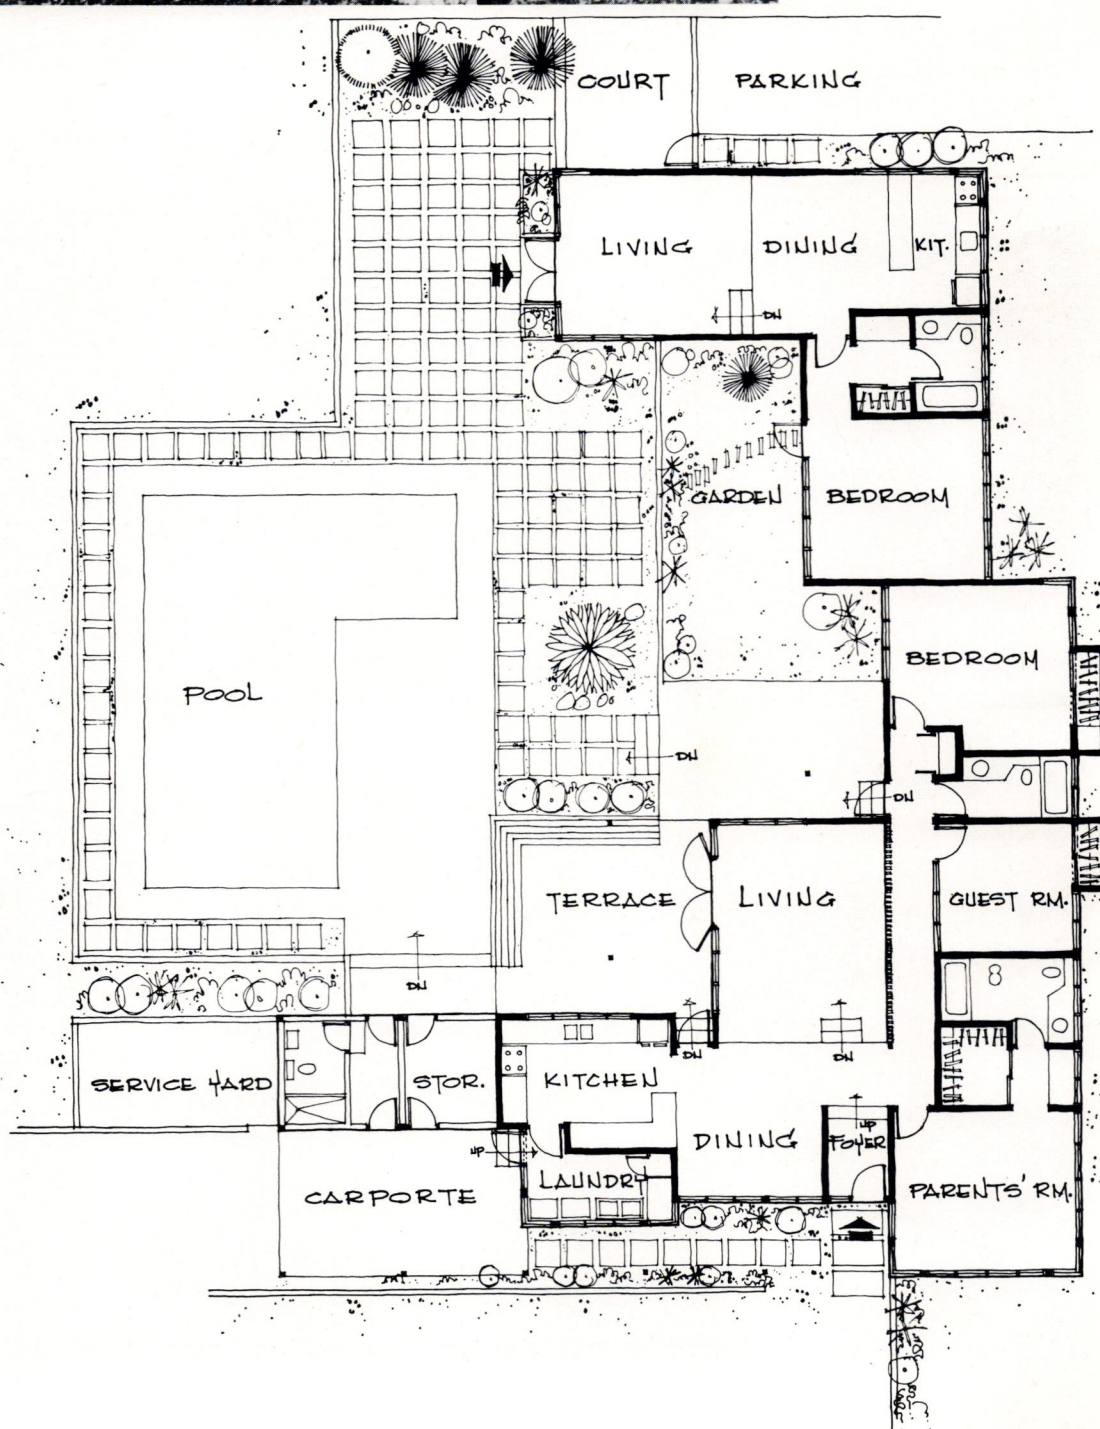 COURT
PARKING
LIVING
DINING
KIT.
DN
GARDEN
BEDROOM
BEDROOM
POOL
DN
DN
TERRACE
LIVING
GUEST RM.
DN
DN
DN
SERVICE YARD
STOR.
KITCHEN
DINING
UP
FOYER
UP
LAUNDRY
CARPORTE
PARENTS' RM.